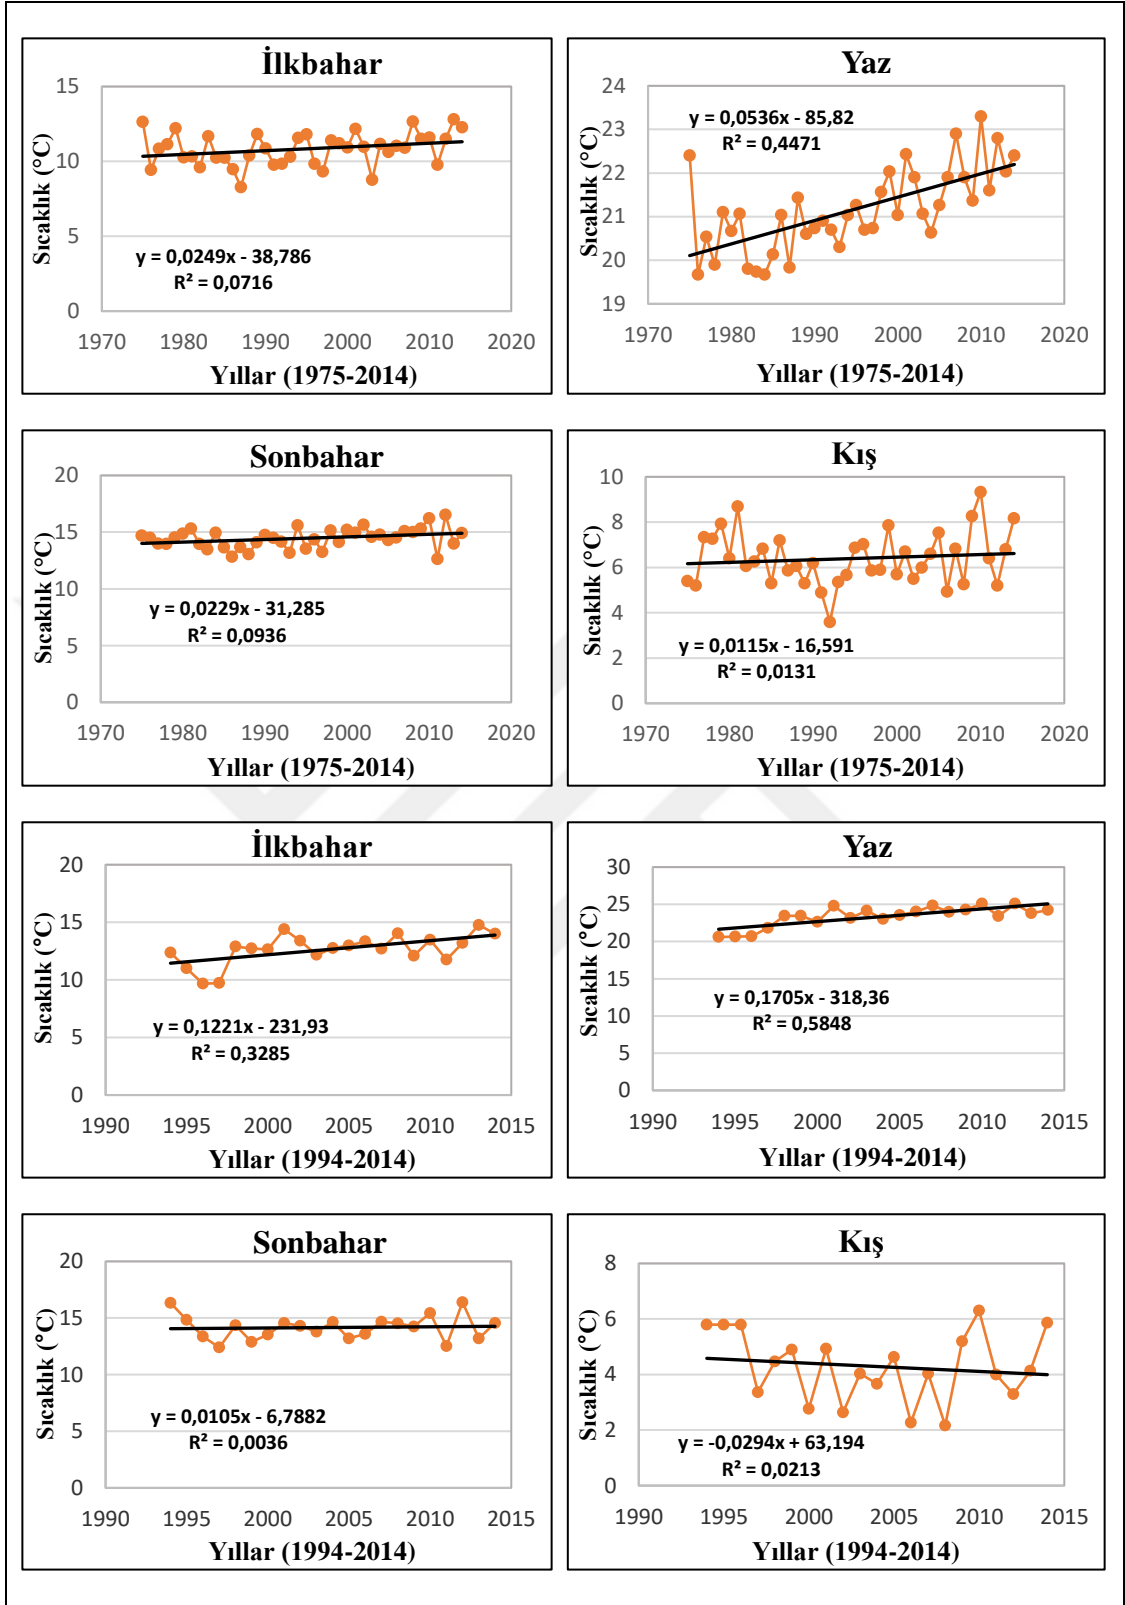 İlkbahar
15
10
5
0
Sıcaklık (°C)
y = 0,0249x - 38,786
R² = 0,0716
1970 1980 1990 2000 2010 2020
Yıllar (1975-2014)
Yaz
24
23
22
21
20
19
Sıcaklık (°C)
y = 0,0536x - 85,82
R² = 0,4471
1970 1980 1990 2000 2010 2020
Yıllar (1975-2014)
Sonbahar
20
15
10
5
0
Sıcaklık (°C)
y = 0,0229x - 31,285
R² = 0,0936
1970 1980 1990 2000 2010 2020
Yıllar (1975-2014)
Kış
10
8
6
4
2
0
Sıcaklık (°C)
y = 0,0115x - 16,591
R² = 0,0131
1970 1980 1990 2000 2010 2020
Yıllar (1975-2014)
İlkbahar
20
15
10
5
0
Sıcaklık (°C)
y = 0,1221x - 231,93
R² = 0,3285
1990 1995 2000 2005 2010 2015
Yıllar (1994-2014)
Yaz
30
25
20
15
10
5
0
Sıcaklık (°C)
y = 0,1705x - 318,36
R² = 0,5848
1990 1995 2000 2005 2010 2015
Yıllar (1994-2014)
Sonbahar
20
15
10
5
0
Sıcaklık (°C)
y = 0,0105x - 6,7882
R² = 0,0036
1990 1995 2000 2005 2010 2015
Yıllar (1994-2014)
Kış
8
6
4
2
0
Sıcaklık (°C)
y = -0,0294x + 63,194
R² = 0,0213
1990 1995 2000 2005 2010 2015
Yıllar (1994-2014)